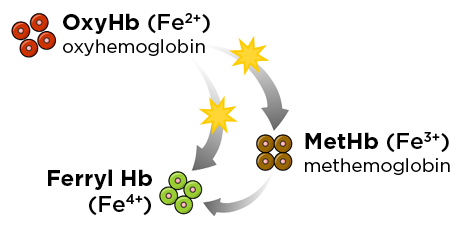 OxyHb (Fe²⁺)
oxyhemoglobin
MetHb (Fe³⁺)
methemoglobin
Ferryl Hb
(Fe⁴⁺)